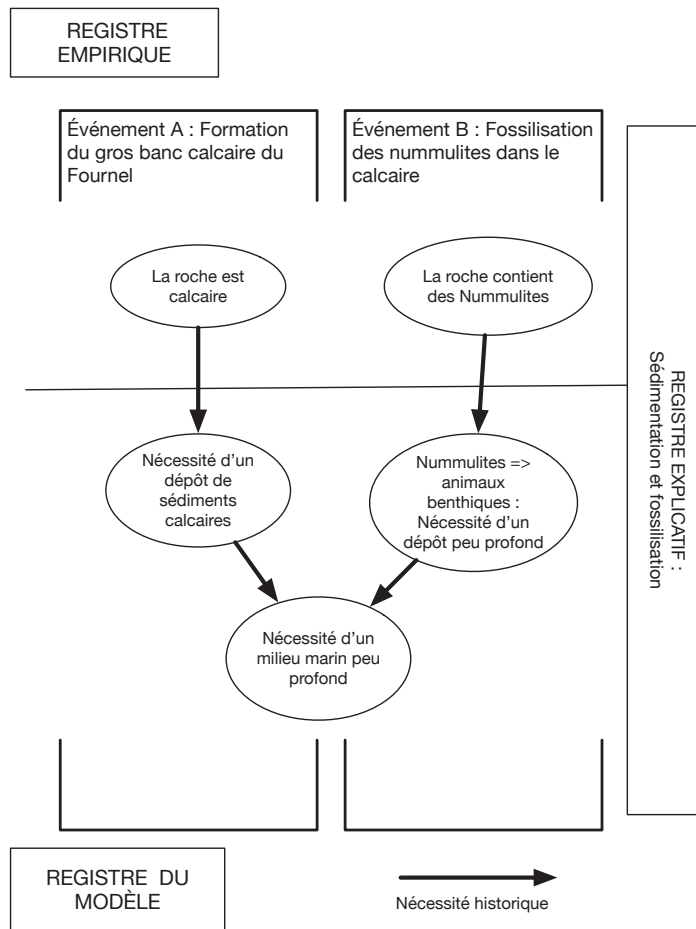 REGISTRE
EMPIRIQUE
Événement A : Formation
du gros banc calcaire du
Fournel
Événement B : Fossilisation
des nummulites dans le
calcaire
La roche est
calcaire
La roche contient
des Nummulites
Nécessité d'un
dépôt de
sédiments
calcaires
Nummulites =>
animaux
benthiques :
Nécessité d'un
dépôt peu profond
Nécessité d'un
milieu marin peu
profond
REGISTRE EXPLICATIF :
Sédimentation et fossilisation
REGISTRE DU
MODÈLE
Nécessité historique